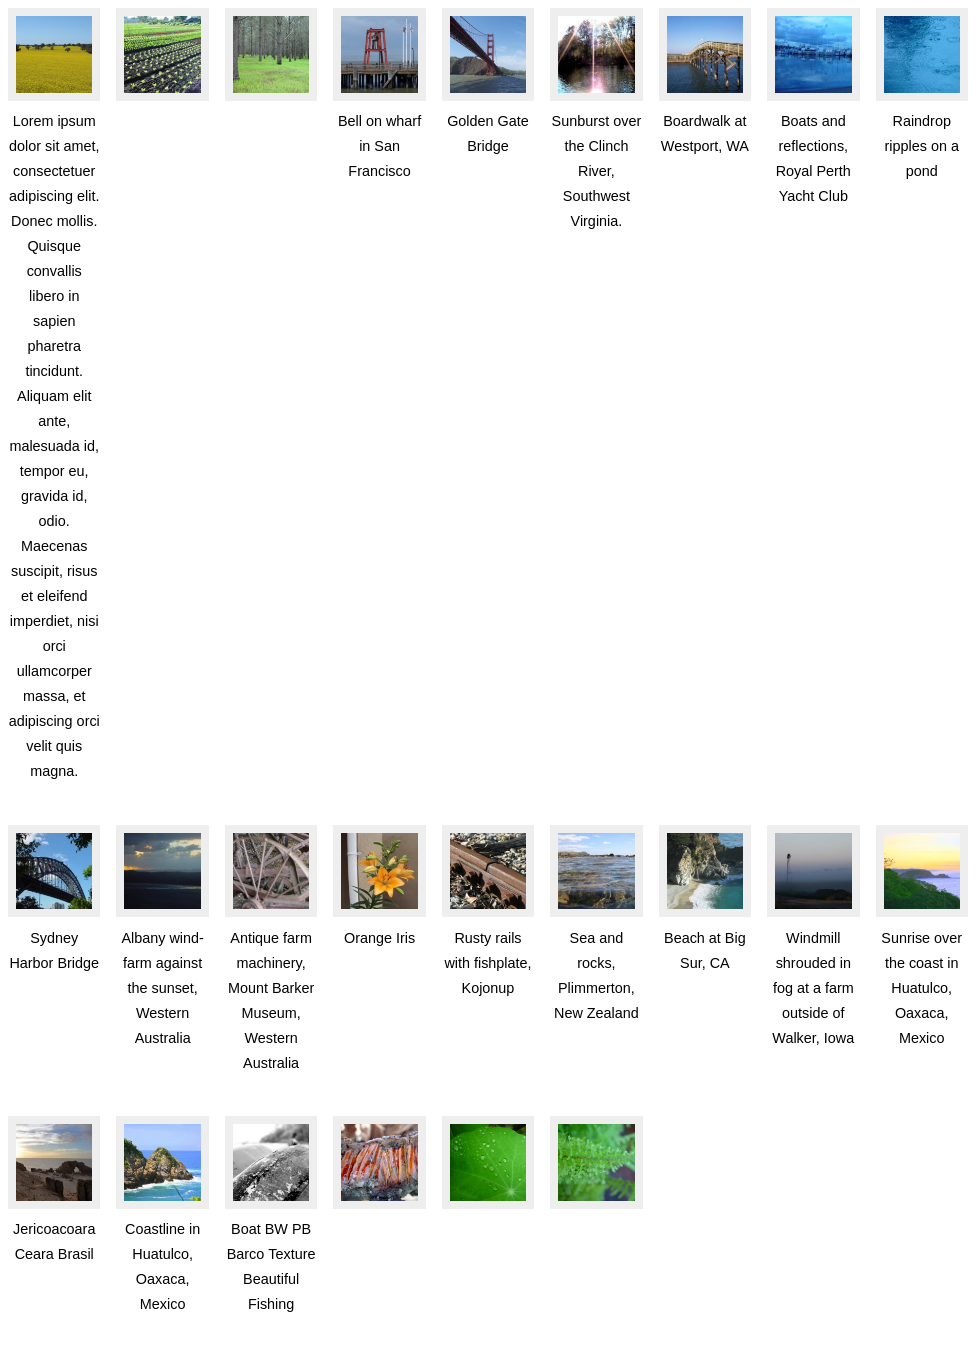 Lorem ipsum
dolor sit amet,
consectetuer
adipiscing elit.
Donec mollis.
Quisque
convallis
libero in
sapien
pharetra
tincidunt.
Aliquam elit
ante,
malesuada id,
tempor eu,
gravida id,
odio.
Maecenas
suscipit, risus
et eleifend
imperdiet, nisi
orci
ullamcorper
massa, et
adipiscing orci
velit quis
magna.
Bell on wharf
in San
Francisco
Golden Gate
Bridge
Sunburst over
the Clinch
River,
Southwest
Virginia.
Boardwalk at
Westport, WA
Boats and
reflections,
Royal Perth
Yacht Club
Raindrop
ripples on a
pond
Sydney
Harbor Bridge
Albany wind-
farm against
the sunset,
Western
Australia
Antique farm
machinery,
Mount Barker
Museum,
Western
Australia
Orange Iris
Rusty rails
with fishplate,
Kojonup
Sea and
rocks,
Plimmerton,
New Zealand
Beach at Big
Sur, CA
Windmill
shrouded in
fog at a farm
outside of
Walker, Iowa
Sunrise over
the coast in
Huatulco,
Oaxaca,
Mexico
Jericoacoara
Ceara Brasil
Coastline in
Huatulco,
Oaxaca,
Mexico
Boat BW PB
Barco Texture
Beautiful
Fishing